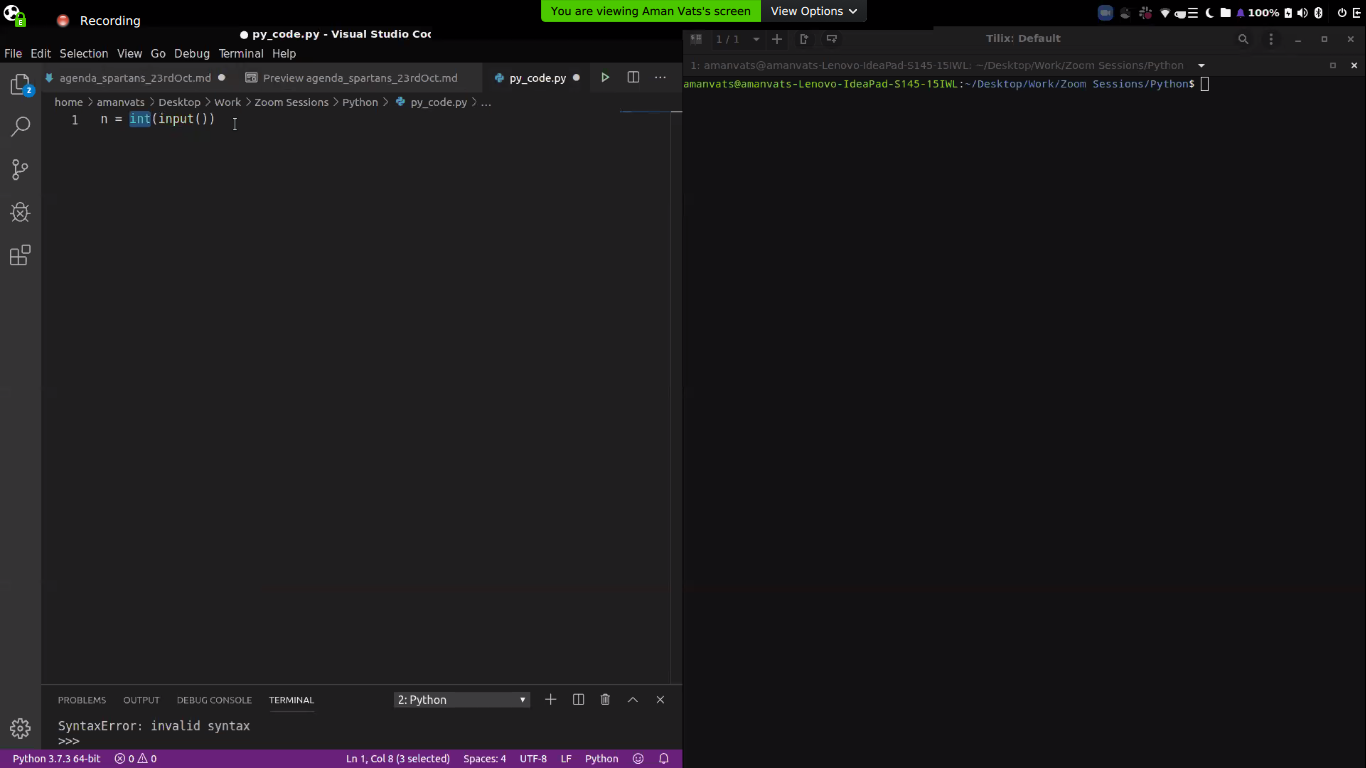 Recording
You are viewing Aman Vats's screen
View Options
100%
py_code.py - Visual Studio Coc
1 / 1
Tilix: Default
File Edit Selection View Go Debug Terminal Help
1: amanvats@amanvats-Lenovo-IdeaPad-S145-15IWL: ~/Desktop/Work/Zoom Sessions/Python
agenda_spartans_23rdOct.md
Preview agenda_spartans_23rdOct.md
py_code.py
amanvats@amanvats-Lenovo-IdeaPad-S145-15IWL:~/Desktop/Work/Zoom Sessions/Python$
2
home > amanvats > Desktop > Work > Zoom Sessions > Python > py_code.py > ...
1 n = int(input())
PROBLEMS OUTPUT DEBUG CONSOLE TERMINAL
2: Python
SyntaxError: invalid syntax
>>>
Python 3.7.3 64-bit
0
0
Ln 1, Col 8 (3 selected)
Spaces: 4
UTF-8
LF
Python